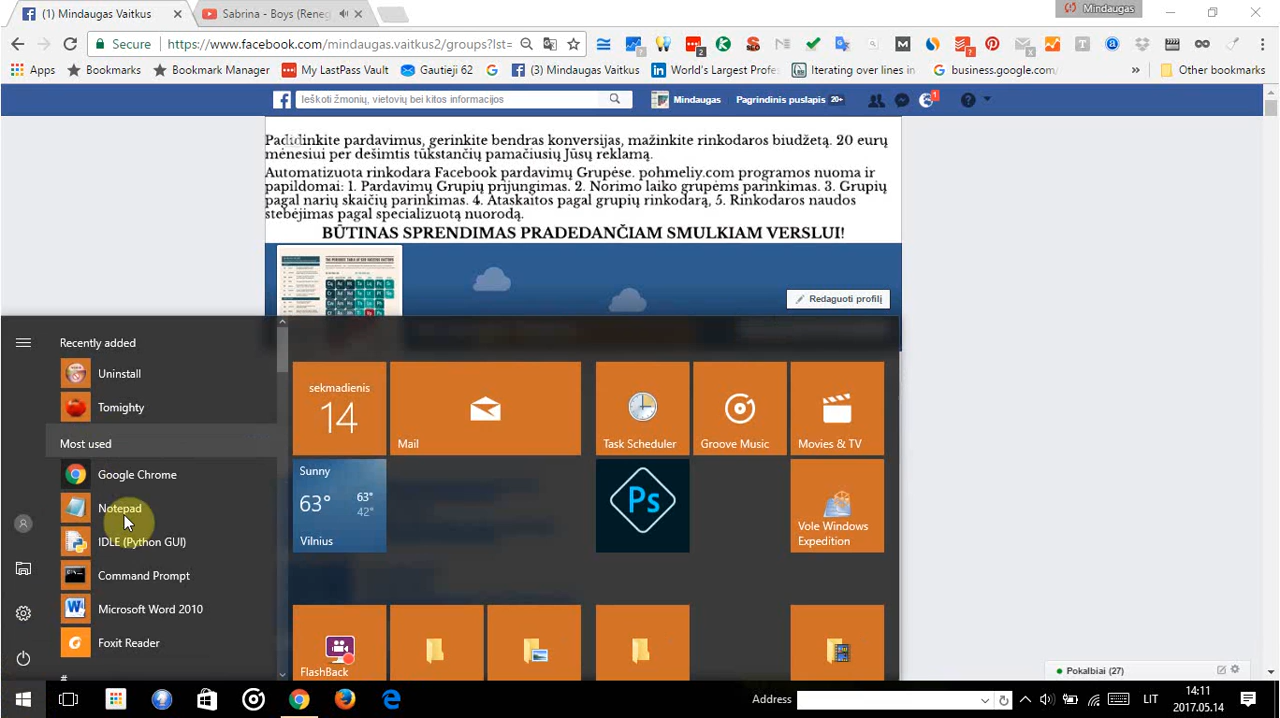 (1) Mindaugas Vaitkus
Sabrina - Boys (Reneg
Mindaugas
Secure
https://www.facebook.com/mindaugas.vaitkus2/groups?lst=
Apps
Bookmarks
Bookmark Manager
My LastPass Vault
Gautieji 62
(3) Mindaugas Vaitkus
World's Largest Profe
Iterating over lines in
business.google.com/
»
Other bookmarks
Ieškoti žmonių, vietovių bei kitos informacijos
Mindaugas
Pagrindinis puslapis 20+
1
Padidinkite pardavimus, gerinkite bendras konversijas, mažinkite rinkodaros biudžetą. 20 eurų
mėnesiui per dešimtis tūkstančių pamačiusių Jūsų reklamą.
Automatizuota rinkodara Facebook pardavimų Grupėse. pohmeliy.com programos nuoma ir
papildomai: 1. Pardavimų Grupių prijungimas. 2. Norimo laiko grupėms parinkimas. 3. Grupių
pagal narių skaičių parinkimas. 4. Ataskaitos pagal grupių rinkodarą, 5. Rinkodaros naudos
stebėjimas pagal specializuotą nuorodą.
BŪTINAS SPRENDIMAS PRADEDANČIAM SMULKIAM VERSLUI!
Redaguoti profilį
Recently added
Uninstall
Tomighty
Most used
Google Chrome
Notepad
IDLE (Python GUI)
Command Prompt
Microsoft Word 2010
Foxit Reader
#
sekmadienis
14
Mail
Task Scheduler
Groove Music
Movies & TV
Sunny
63°
63°
42°
Vilnius
Ps
Vole Windows
Expedition
FlashBack
Pokalbiai (27)
Address
LIT
14:11
2017.05.14